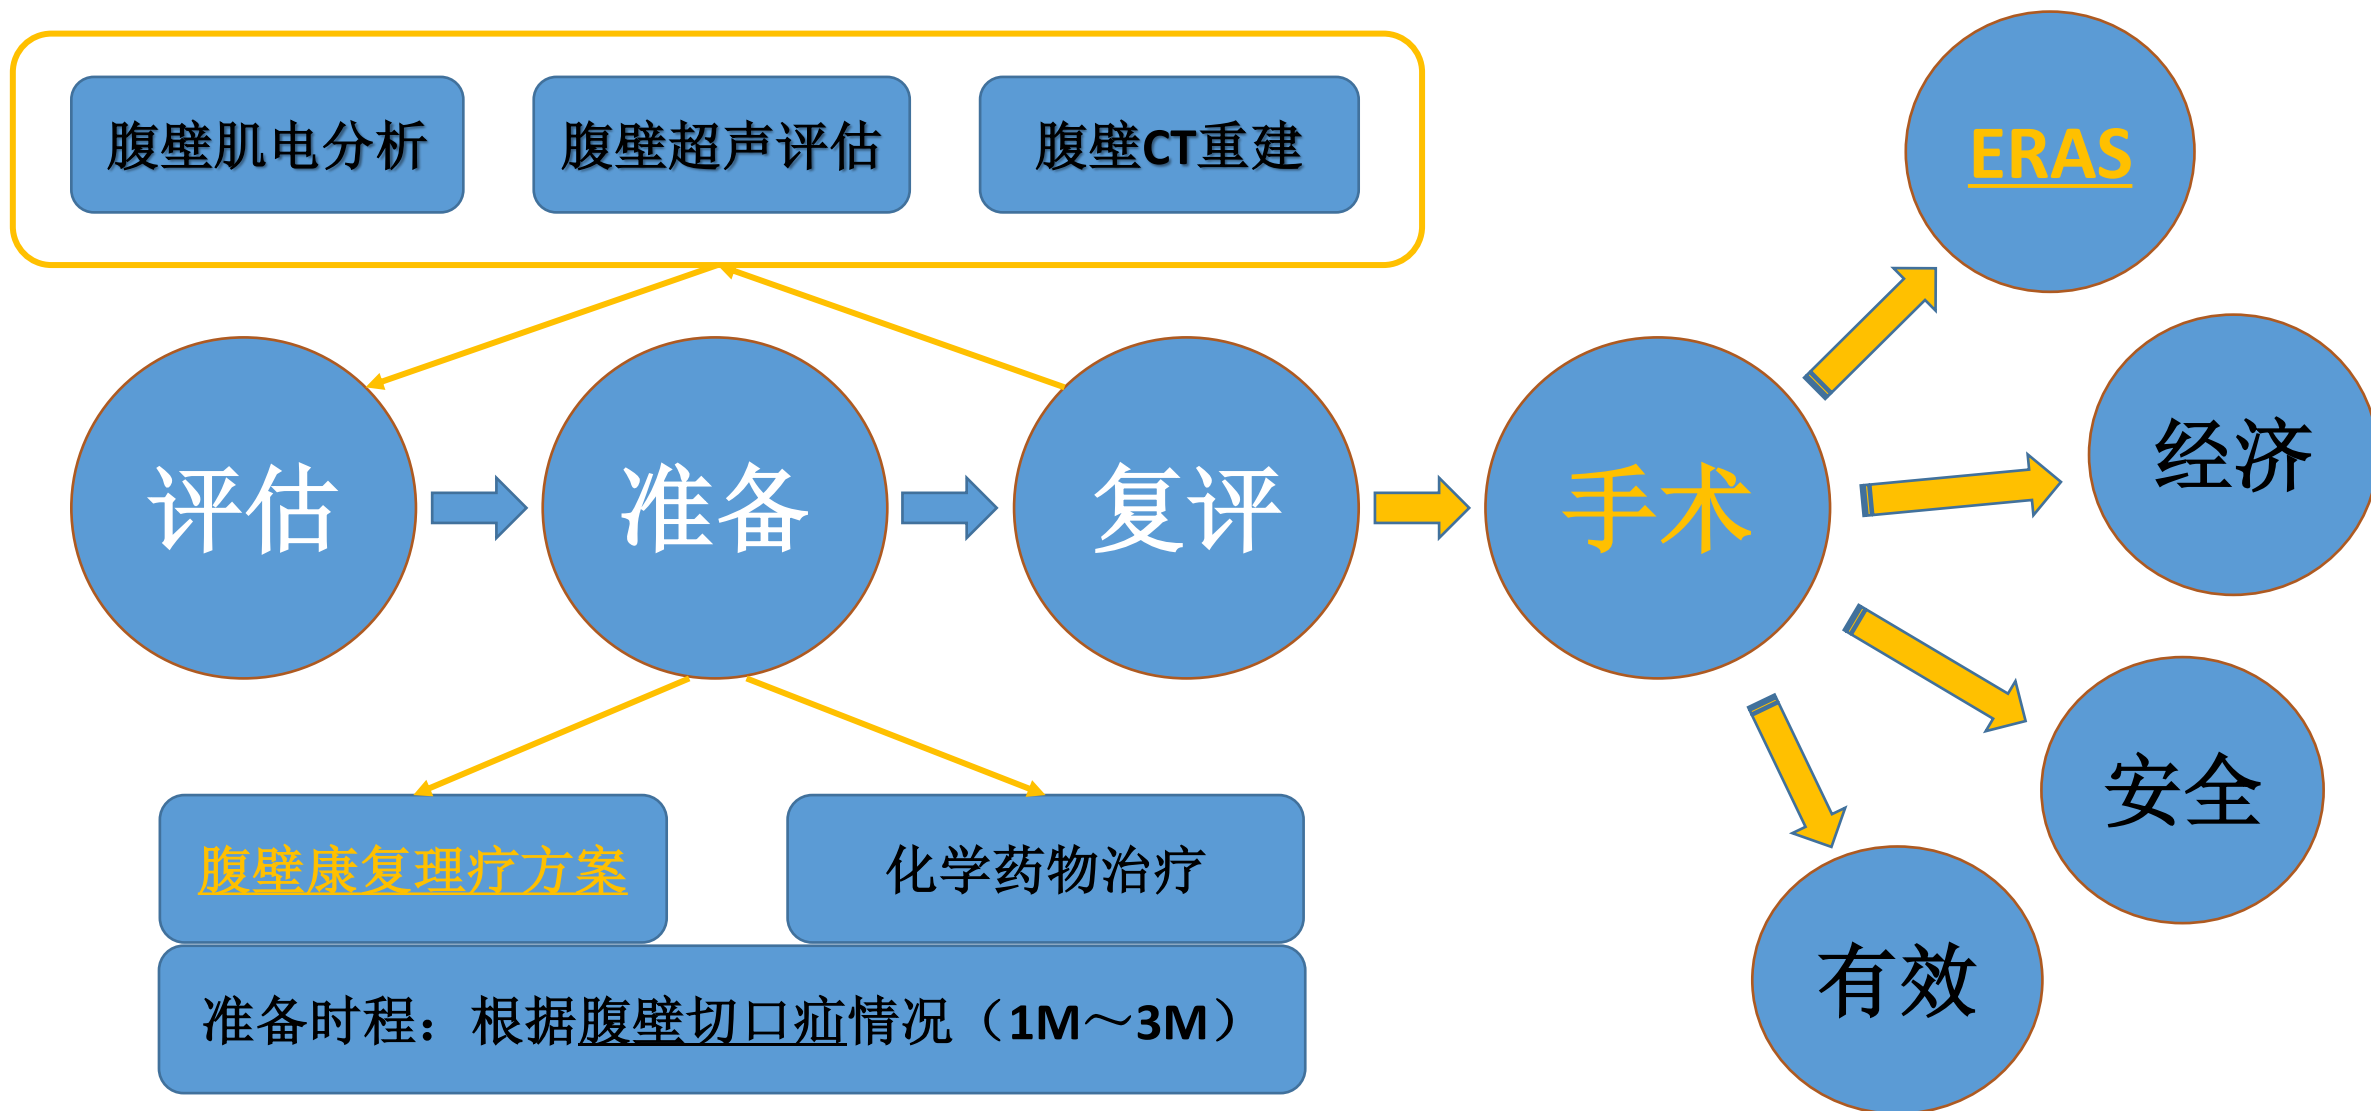 腹壁肌电分析
腹壁超声评估
腹壁CT重建
ERAS
评估
准备
复评
手术
经济
安全
有效
腹壁康复理疗方案
化学药物治疗
准备时程：根据腹壁切口疝情况（1M～3M）